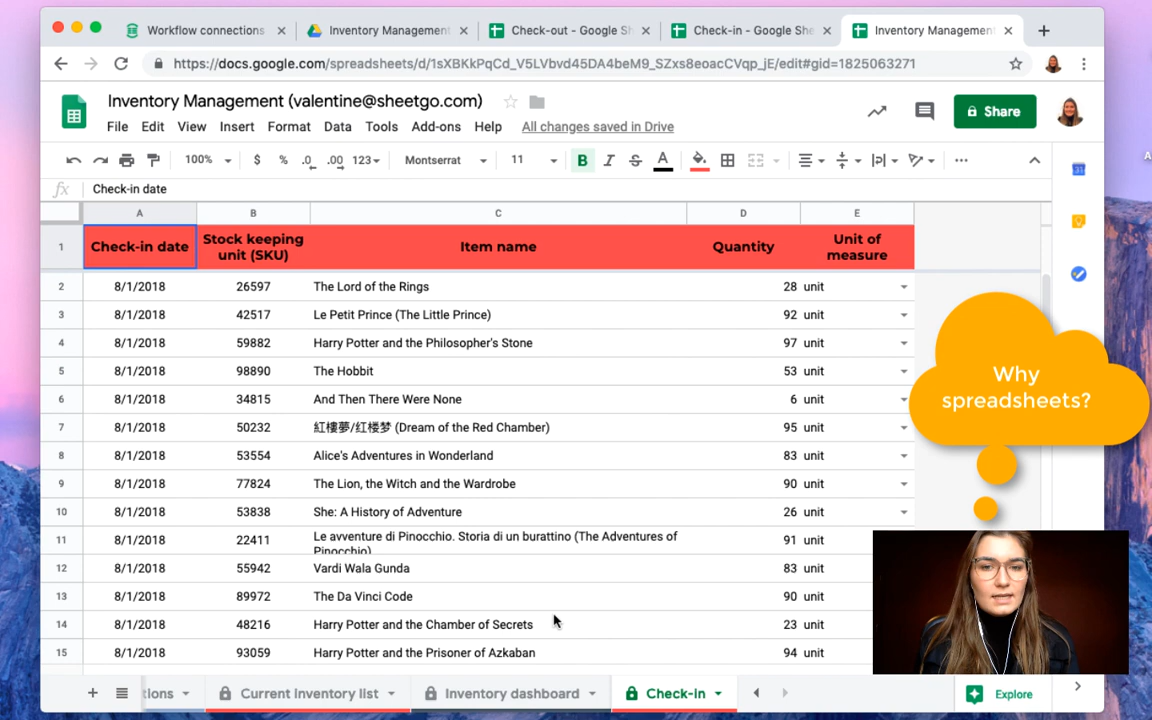 Workflow connections
Inventory Management
Check-out - Google Sh
Check-in - Google She
Inventory Management
https://docs.google.com/spreadsheets/d/1sXBKkPqCd_V5LVbvd45DA4beM9_SZxs8eoacCVqp_jE/edit#gid=1825063271
Inventory Management (valentine@sheetgo.com)
File Edit View Insert Format Data Tools Add-ons Help All changes saved in Drive
Share
100% $ % .0 .00 123 Montserrat 11 B I S A
fx Check-in date
A B C D E
1 Check-in date Stock keeping unit (SKU) Item name Quantity Unit of measure
2 8/1/2018 26597 The Lord of the Rings 28 unit
3 8/1/2018 42517 Le Petit Prince (The Little Prince) 92 unit
4 8/1/2018 59882 Harry Potter and the Philosopher's Stone 97 unit
5 8/1/2018 98890 The Hobbit 53 unit
6 8/1/2018 34815 And Then There Were None 6 unit
7 8/1/2018 50232 紅樓夢/红楼梦 (Dream of the Red Chamber) 95 unit
8 8/1/2018 53554 Alice's Adventures in Wonderland 83 unit
9 8/1/2018 77824 The Lion, the Witch and the Wardrobe 90 unit
10 8/1/2018 53838 She: A History of Adventure 26 unit
11 8/1/2018 22411 Le avventure di Pinocchio. Storia di un burattino (The Adventures of Pinocchio) 91 unit
12 8/1/2018 55942 Vardi Wala Gunda 83 unit
13 8/1/2018 89972 The Da Vinci Code 90 unit
14 8/1/2018 48216 Harry Potter and the Chamber of Secrets 23 unit
15 8/1/2018 93059 Harry Potter and the Prisoner of Azkaban 94 unit
Why
spreadsheets?
tions Current Inventory list Inventory dashboard Check-in
Explore
31
A